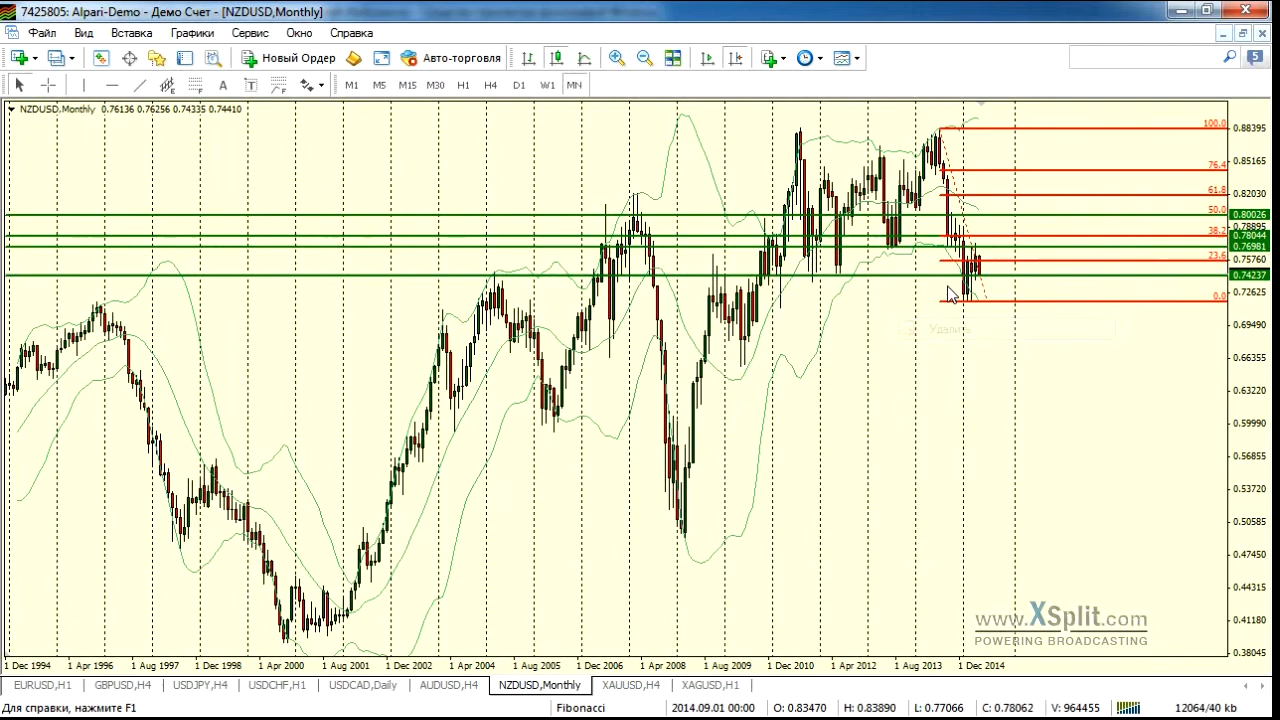 7425805: Alpari-Demo - Демо Счет - [NZDUSD,Monthly]
Файл Вид Вставка Графики Сервис Окно Справка
Новый Ордер Авто-торговля 5
A T M1 M5 M15 M30 H1 H4 D1 W1 MN
NZDUSD,Monthly 0.76136 0.76256 0.74335 0.74410
100.0
0.88395
76.4
0.85165
61.8
0.82030
50.0
0.80026
0.78895
38.2
0.78044
0.76981
23.6
0.75760
0.74237
0.72625
0.0
Удалить
0.69490
0.66355
0.63220
0.59990
0.56855
0.53720
0.50585
0.47450
0.44315
0.41180
0.38045
www.XSplit.com
POWERING BROADCASTING
1 Dec 1994 1 Apr 1996 1 Aug 1997 1 Dec 1998 1 Apr 2000 1 Aug 2001 1 Dec 2002 1 Apr 2004 1 Aug 2005 1 Dec 2006 1 Apr 2008 1 Aug 2009 1 Dec 2010 1 Apr 2012 1 Aug 2013 1 Dec 2014
EURUSD,H1 GBPUSD,H4 USDJPY,H4 USDCHF,H1 USDCAD,Daily AUDUSD,H4 NZDUSD,Monthly XAUUSD,H4 XAGUSD,H1
Для справки, нажмите F1 Fibonacci 2014.09.01 00:00 O: 0.83470 H: 0.83890 L: 0.77066 C: 0.78062 V: 964455 12064/40 kb